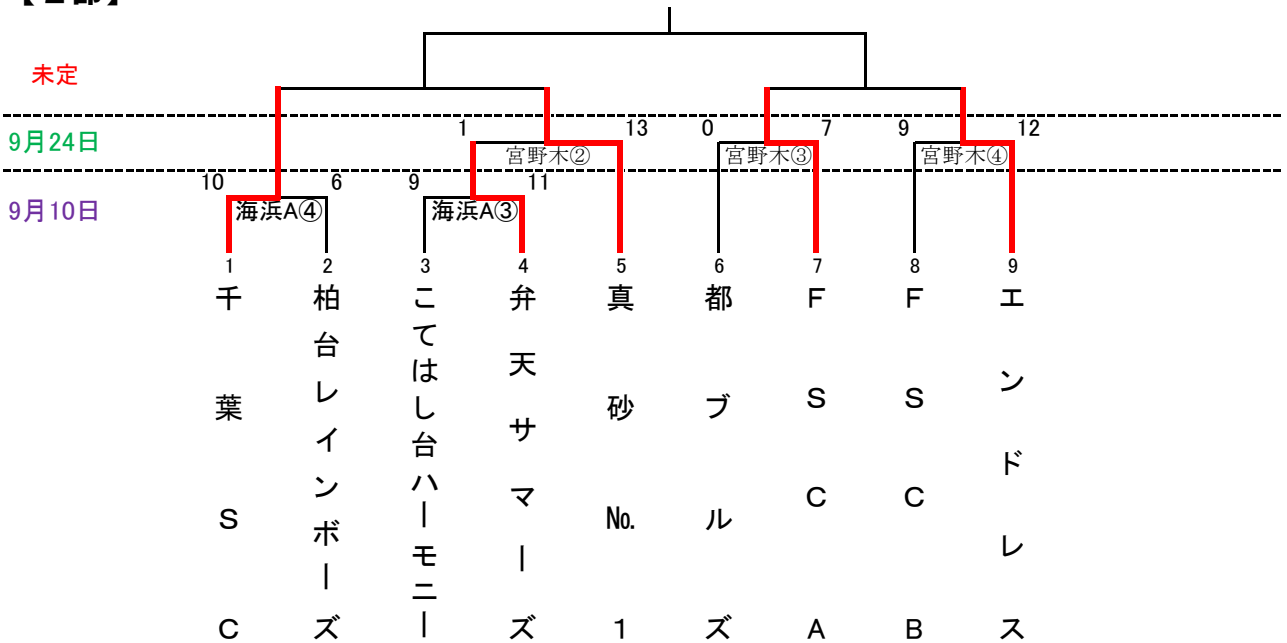 未定
9月24日
1 13 0 7 9 12
宮野木② 宮野木③ 宮野木④
10 6 9 11
9月10日
海浜A④ 海浜A③
1 2 3 4 5 6 7 8 9
千葉SC
柏台レインボーズ
こてはし台ハーモニー
弁天サマーズ
真砂№1
都ブルズ
FSCA
FSCB
エンドレス